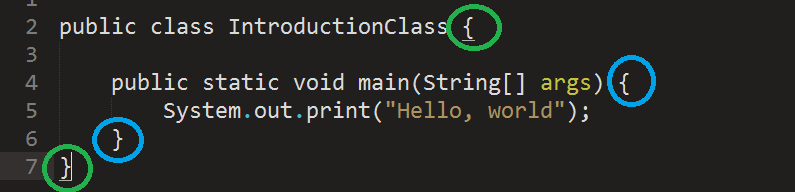 1
2 public class IntroductionClass {
3
4 public static void main(String[] args) {
5 System.out.print("Hello, world");
6 }
7 }